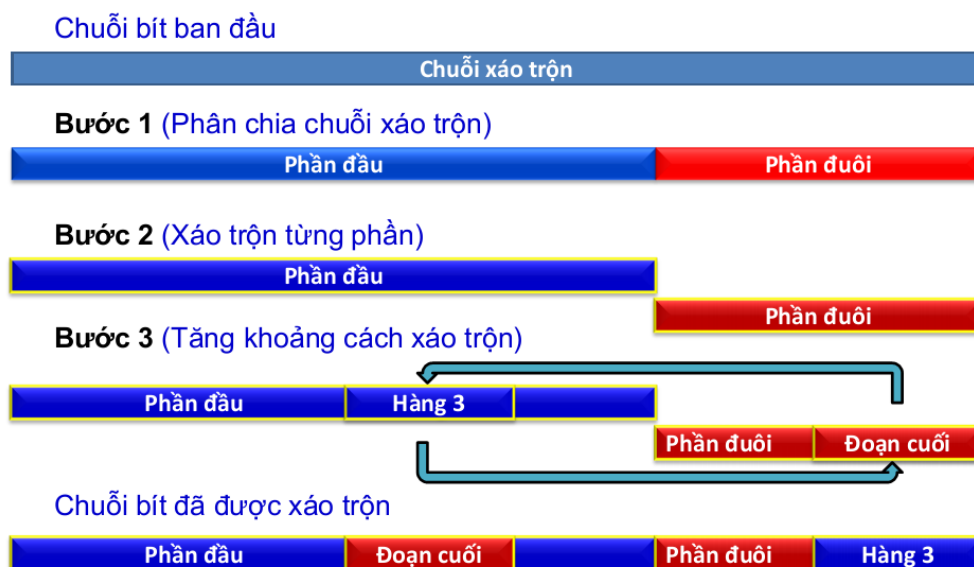 Chuỗi bít ban đầu
Chuỗi xáo trộn
Bước 1 (Phân chia chuỗi xáo trộn)
Phần đầu Phần đuôi
Bước 2 (Xáo trộn từng phần)
Phần đầu
Phần đuôi
Bước 3 (Tăng khoảng cách xáo trộn)
Phần đầu Hàng 3
Phần đuôi Đoạn cuối
Chuỗi bít đã được xáo trộn
Phần đầu Đoạn cuối Phần đuôi Hàng 3